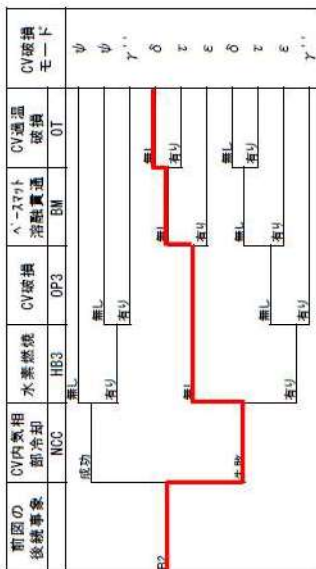 前図の
後続事象
CV内気相
部冷却
NCC
水素燃焼
HB3
CV破損
OP3
ベースマット
溶融貫通
BM
CV過温
破損
OT
CV破損
モード
B2
成功
失敗
無し
有り
無し
有り
無し
有り
有り
無し
有り
無し
有り
無し
有り
無し
有り
ψ
ψ
γ''
δ
τ
ε
δ
τ
ε
γ''